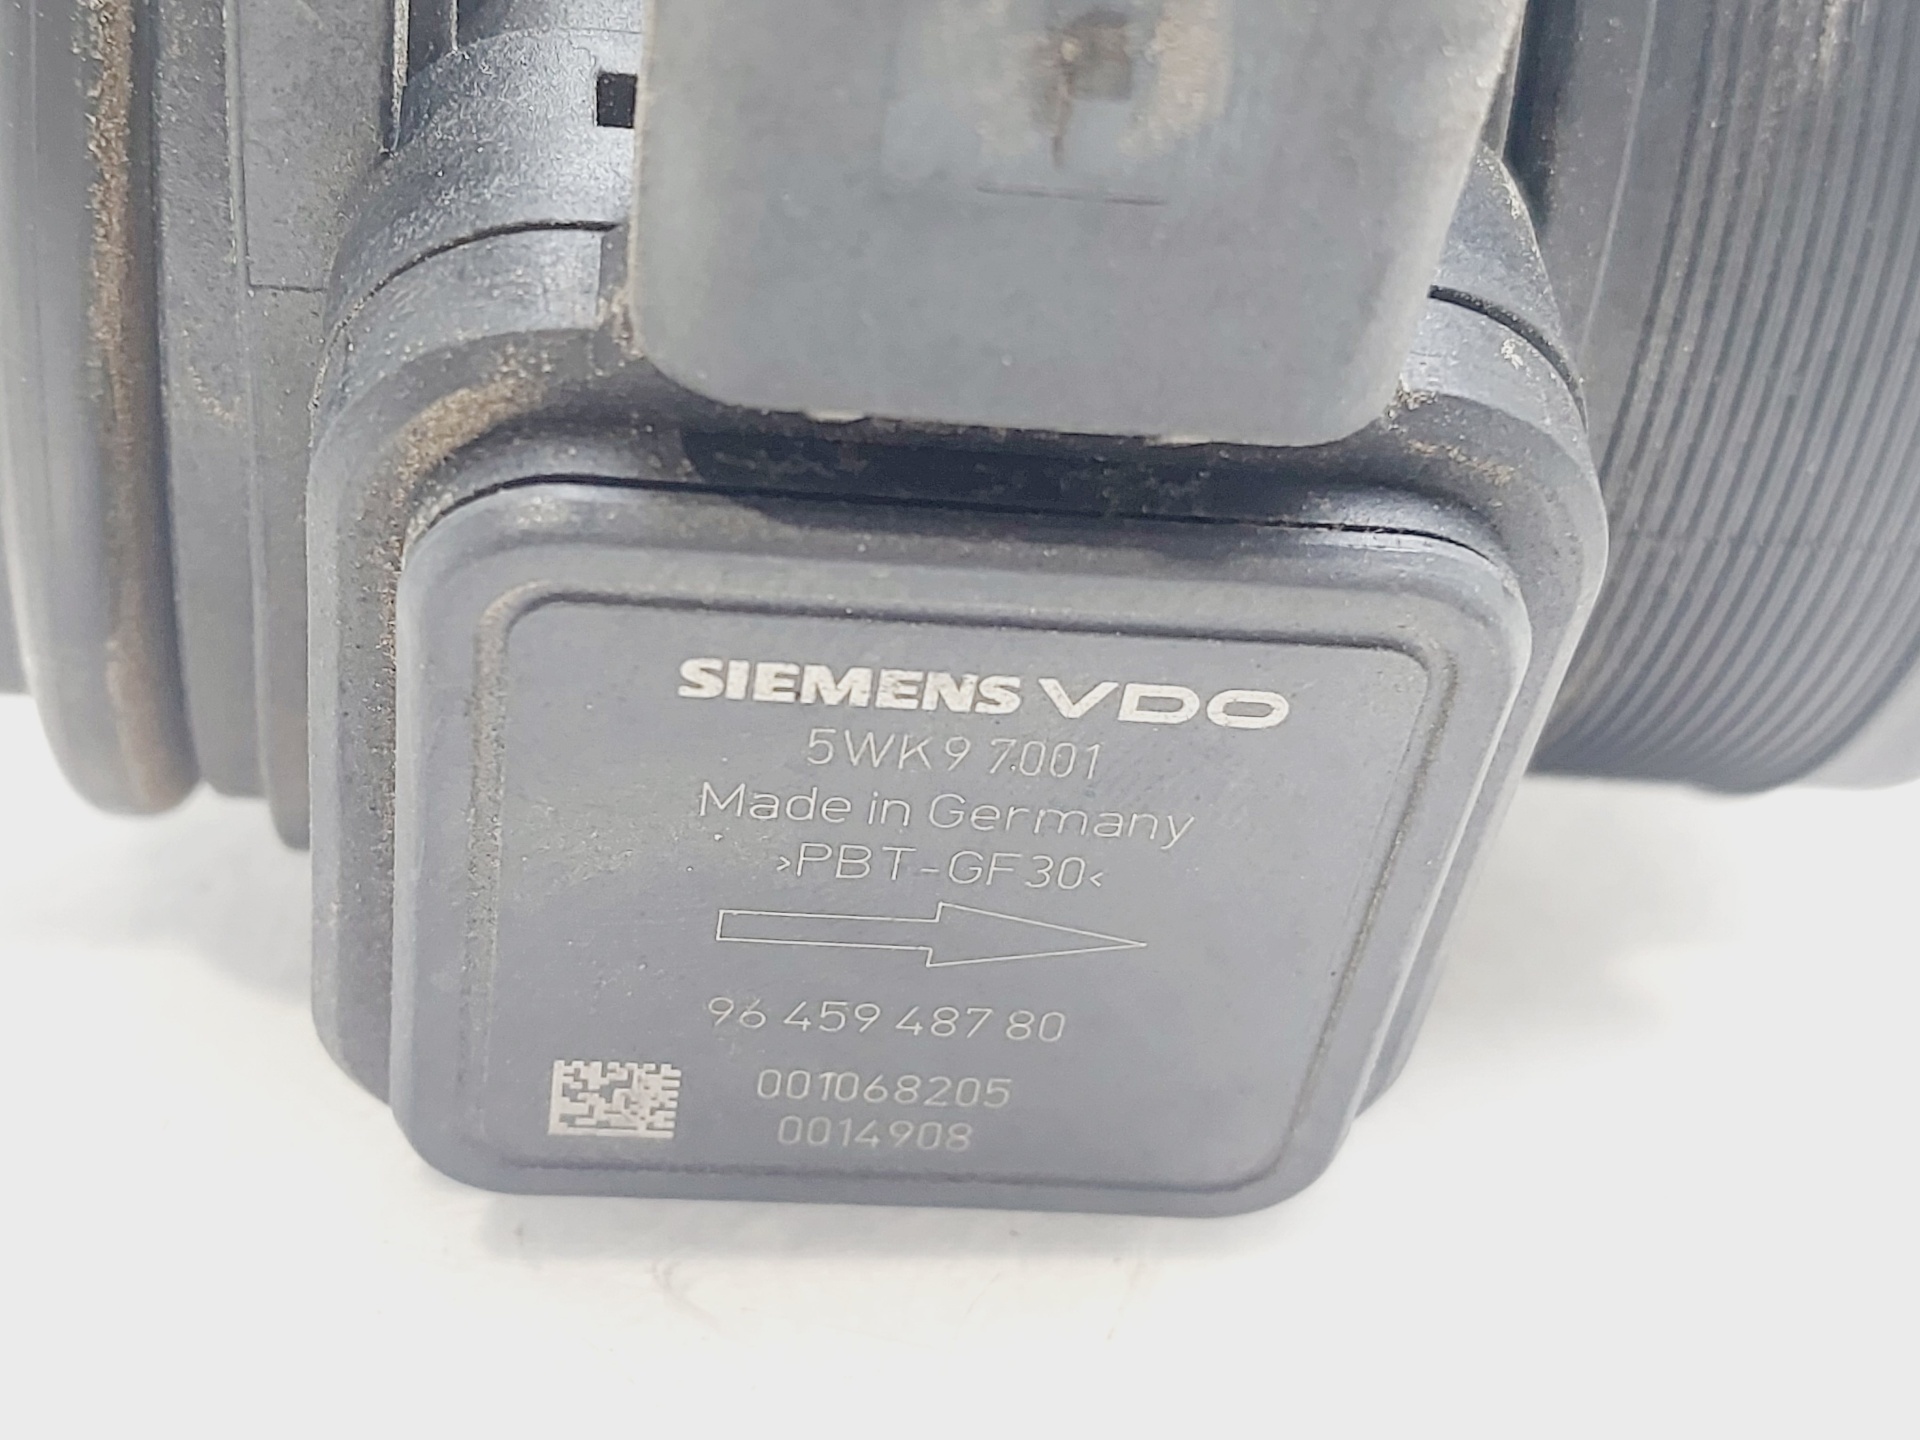 SIEMENS VDO
5WK9 7001
Made in Germany
>PBT-GF30<
96 459 487 80
001068205
0014908